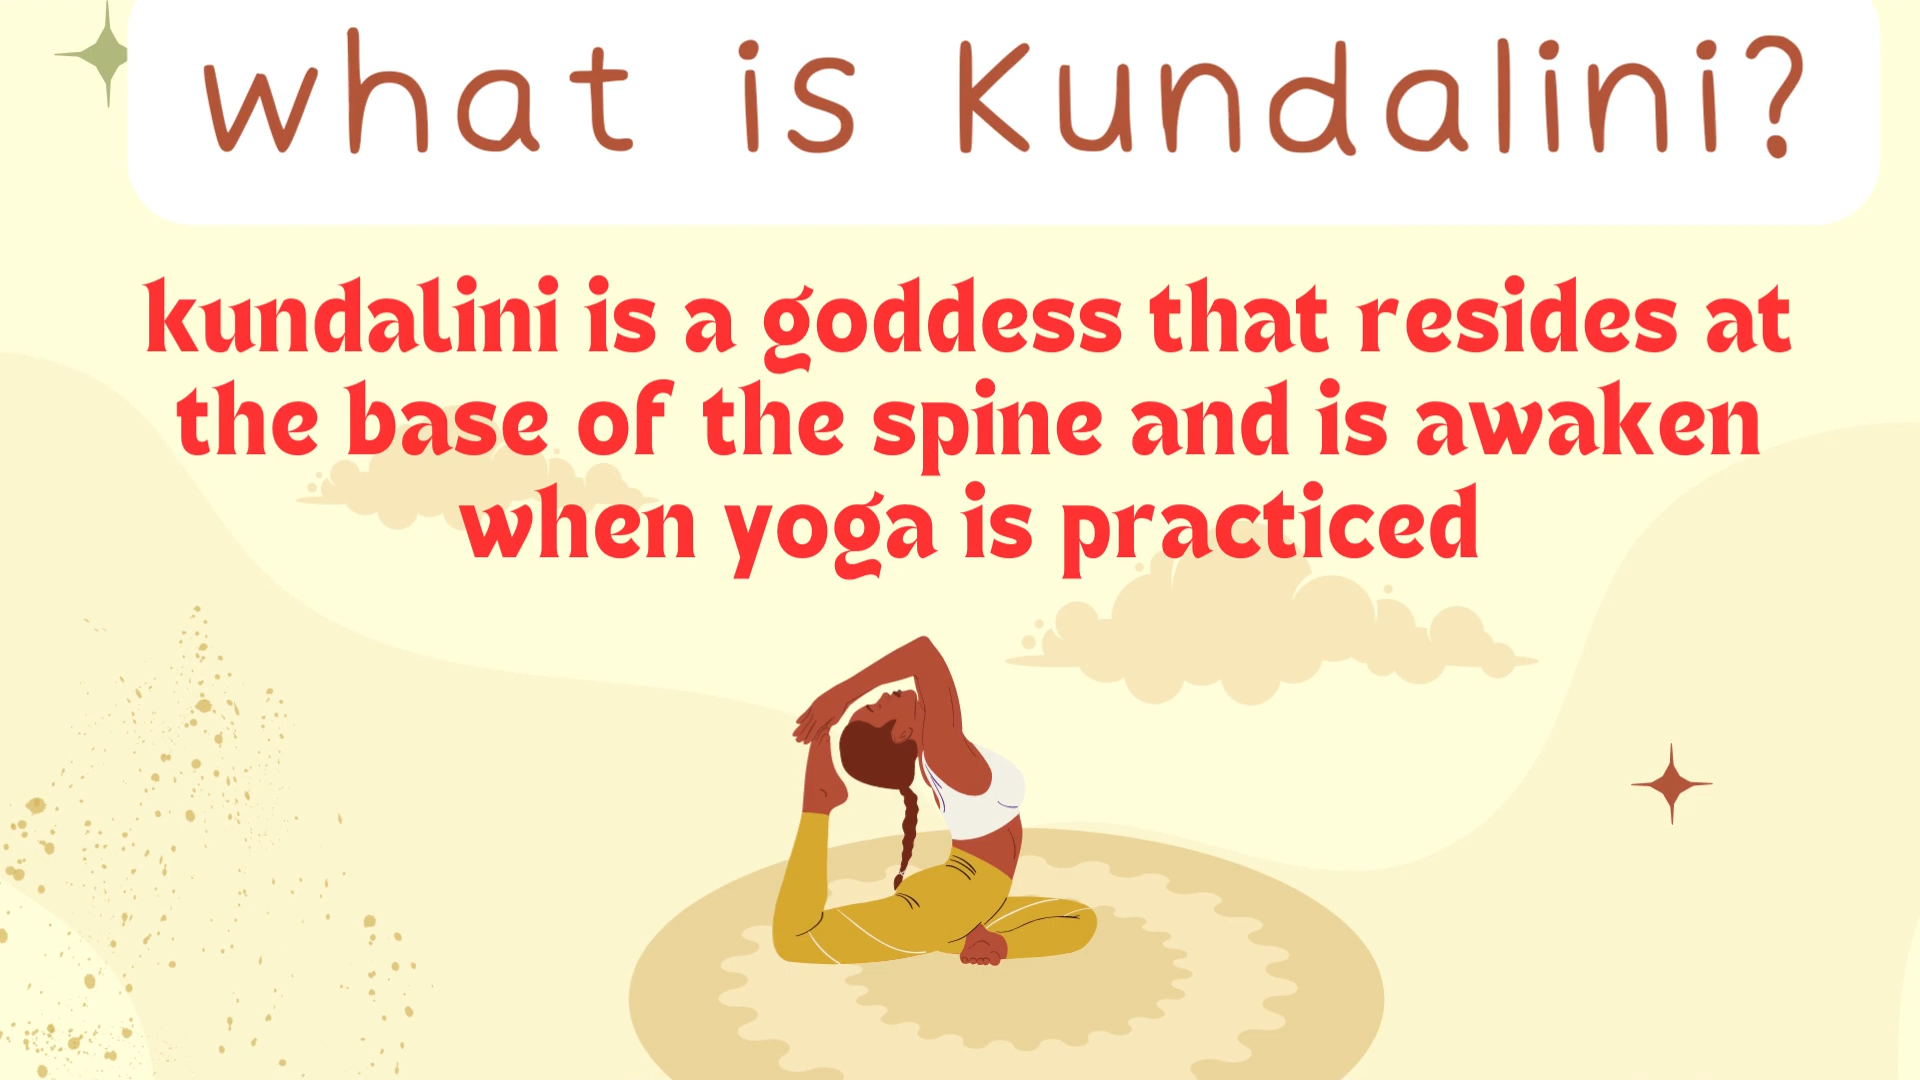 what is Kundalini?
kundalini is a goddess that resides at
the base of the spine and is awaken
when yoga is practiced